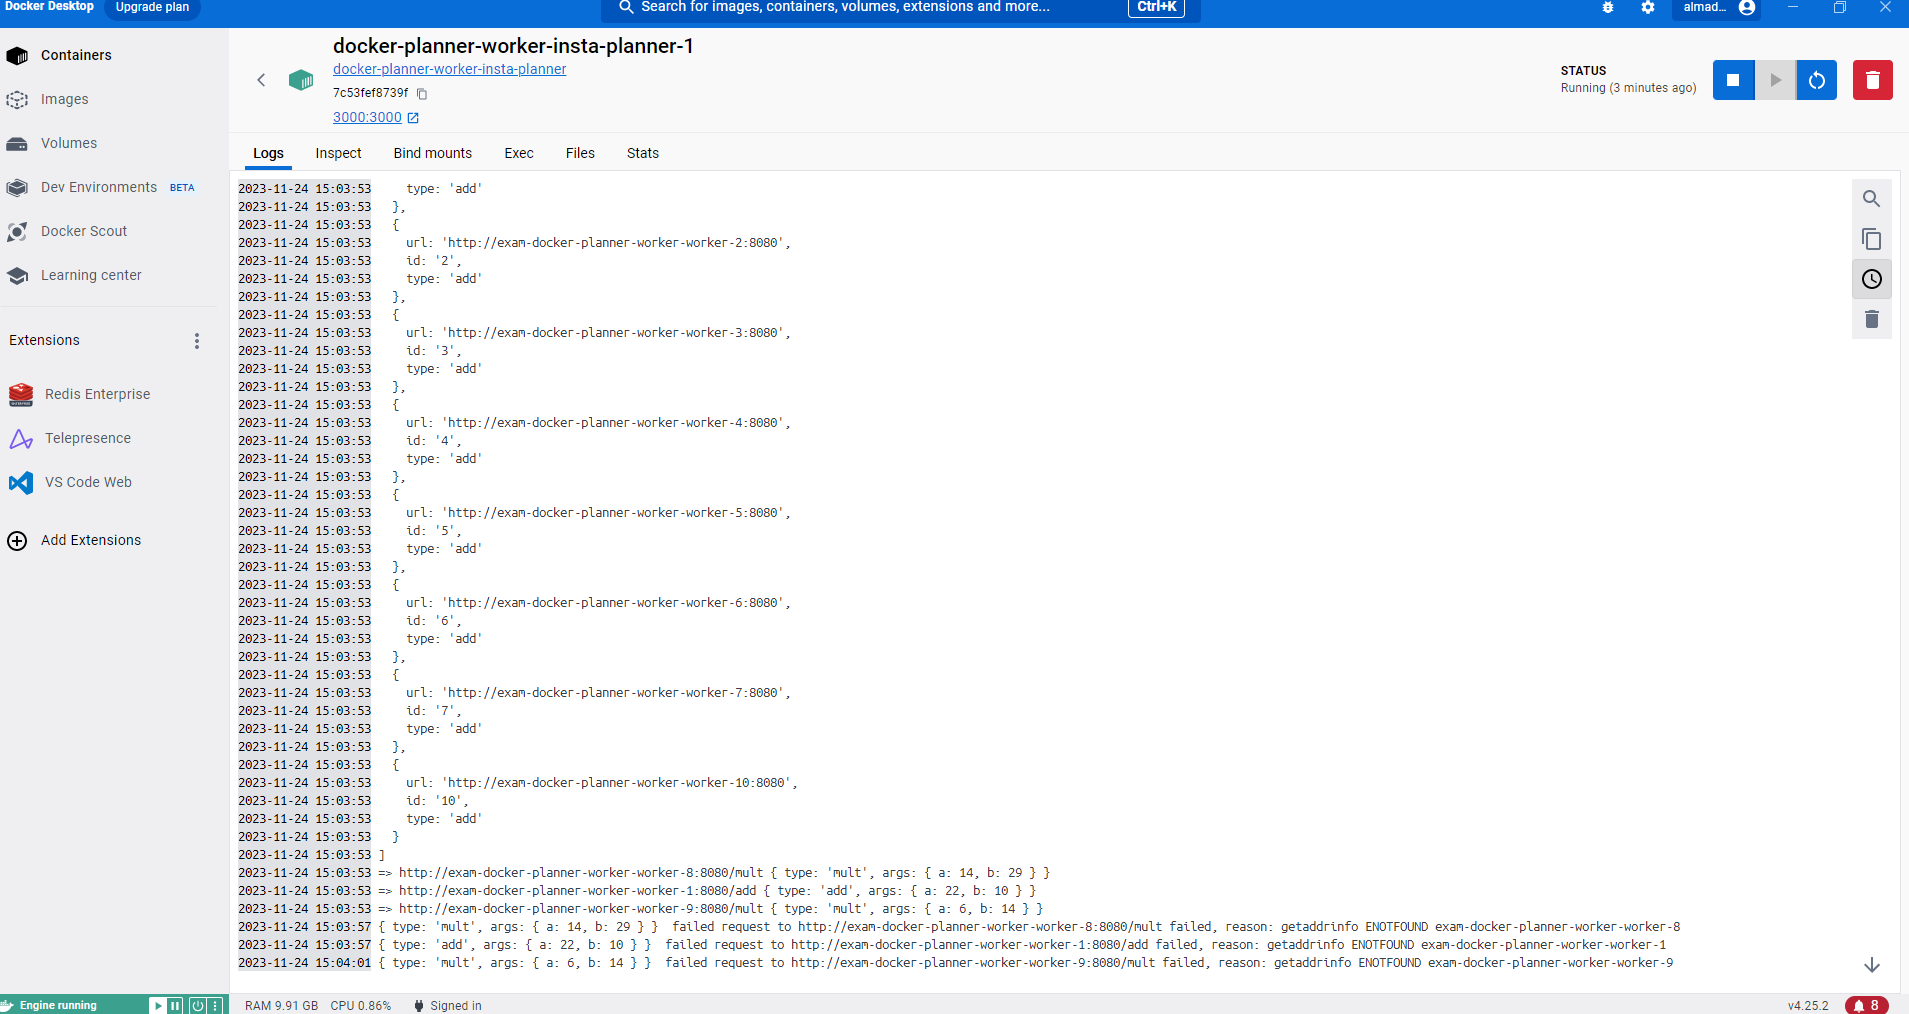 Docker Desktop
Upgrade plan
Search for images, containers, volumes, extensions and more...
Ctrl+K
almad...
Containers
Images
Volumes
Dev Environments BETA
Docker Scout
Learning center
Extensions
Redis Enterprise
Telepresence
VS Code Web
Add Extensions
docker-planner-worker-insta-planner-1
docker-planner-worker-insta-planner
7c53fef8739f
3000:3000
STATUS
Running (3 minutes ago)
Logs Inspect Bind mounts Exec Files Stats
2023-11-24 15:03:53 type: 'add'
2023-11-24 15:03:53 },
2023-11-24 15:03:53 {
2023-11-24 15:03:53 url: 'http://exam-docker-planner-worker-worker-2:8080',
2023-11-24 15:03:53 id: '2',
2023-11-24 15:03:53 type: 'add'
2023-11-24 15:03:53 },
2023-11-24 15:03:53 {
2023-11-24 15:03:53 url: 'http://exam-docker-planner-worker-worker-3:8080',
2023-11-24 15:03:53 id: '3',
2023-11-24 15:03:53 type: 'add'
2023-11-24 15:03:53 },
2023-11-24 15:03:53 {
2023-11-24 15:03:53 url: 'http://exam-docker-planner-worker-worker-4:8080',
2023-11-24 15:03:53 id: '4',
2023-11-24 15:03:53 type: 'add'
2023-11-24 15:03:53 },
2023-11-24 15:03:53 {
2023-11-24 15:03:53 url: 'http://exam-docker-planner-worker-worker-5:8080',
2023-11-24 15:03:53 id: '5',
2023-11-24 15:03:53 type: 'add'
2023-11-24 15:03:53 },
2023-11-24 15:03:53 {
2023-11-24 15:03:53 url: 'http://exam-docker-planner-worker-worker-6:8080',
2023-11-24 15:03:53 id: '6',
2023-11-24 15:03:53 type: 'add'
2023-11-24 15:03:53 },
2023-11-24 15:03:53 {
2023-11-24 15:03:53 url: 'http://exam-docker-planner-worker-worker-7:8080',
2023-11-24 15:03:53 id: '7',
2023-11-24 15:03:53 type: 'add'
2023-11-24 15:03:53 },
2023-11-24 15:03:53 {
2023-11-24 15:03:53 url: 'http://exam-docker-planner-worker-worker-10:8080',
2023-11-24 15:03:53 id: '10',
2023-11-24 15:03:53 type: 'add'
2023-11-24 15:03:53 }
2023-11-24 15:03:53 ]
2023-11-24 15:03:53 => http://exam-docker-planner-worker-worker-8:8080/mult { type: 'mult', args: { a: 14, b: 29 } }
2023-11-24 15:03:53 => http://exam-docker-planner-worker-worker-1:8080/add { type: 'add', args: { a: 22, b: 10 } }
2023-11-24 15:03:53 => http://exam-docker-planner-worker-worker-9:8080/mult { type: 'mult', args: { a: 6, b: 14 } }
2023-11-24 15:03:57 { type: 'mult', args: { a: 14, b: 29 } } failed request to http://exam-docker-planner-worker-worker-8:8080/mult failed, reason: getaddrinfo ENOTFOUND exam-docker-planner-worker-worker-8
2023-11-24 15:03:57 { type: 'add', args: { a: 22, b: 10 } } failed request to http://exam-docker-planner-worker-worker-1:8080/add failed, reason: getaddrinfo ENOTFOUND exam-docker-planner-worker-worker-1
2023-11-24 15:04:01 { type: 'mult', args: { a: 6, b: 14 } } failed request to http://exam-docker-planner-worker-worker-9:8080/mult failed, reason: getaddrinfo ENOTFOUND exam-docker-planner-worker-worker-9
Engine running
RAM 9.91 GB CPU 0.86% Signed in
v4.25.2
8